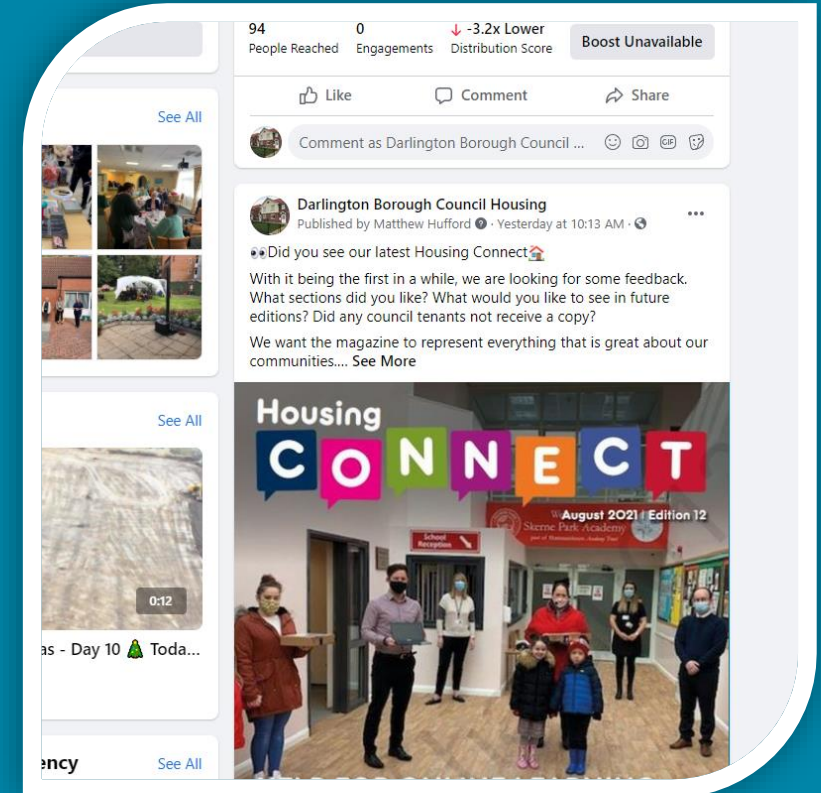 94
0
-3.2x Lower
People Reached
Engagements
Distribution Score
Boost Unavailable
Like
Comment
Share
Comment as Darlington Borough Council ...
GIF
See All
Darlington Borough Council Housing
Published by Matthew Hufford · Yesterday at 10:13 AM ·
👀Did you see our latest Housing Connect🏠
With it being the first in a while, we are looking for some feedback.
What sections did you like? What would you like to see in future
editions? Did any council tenants not receive a copy?
We want the magazine to represent everything that is great about our
communities.... See More
See All
0:12
as - Day 10 🎄 Toda...
ency
See All
Housing
CONNECT
August 2021 | Edition 12
Skerne Park Academy
School
Reception